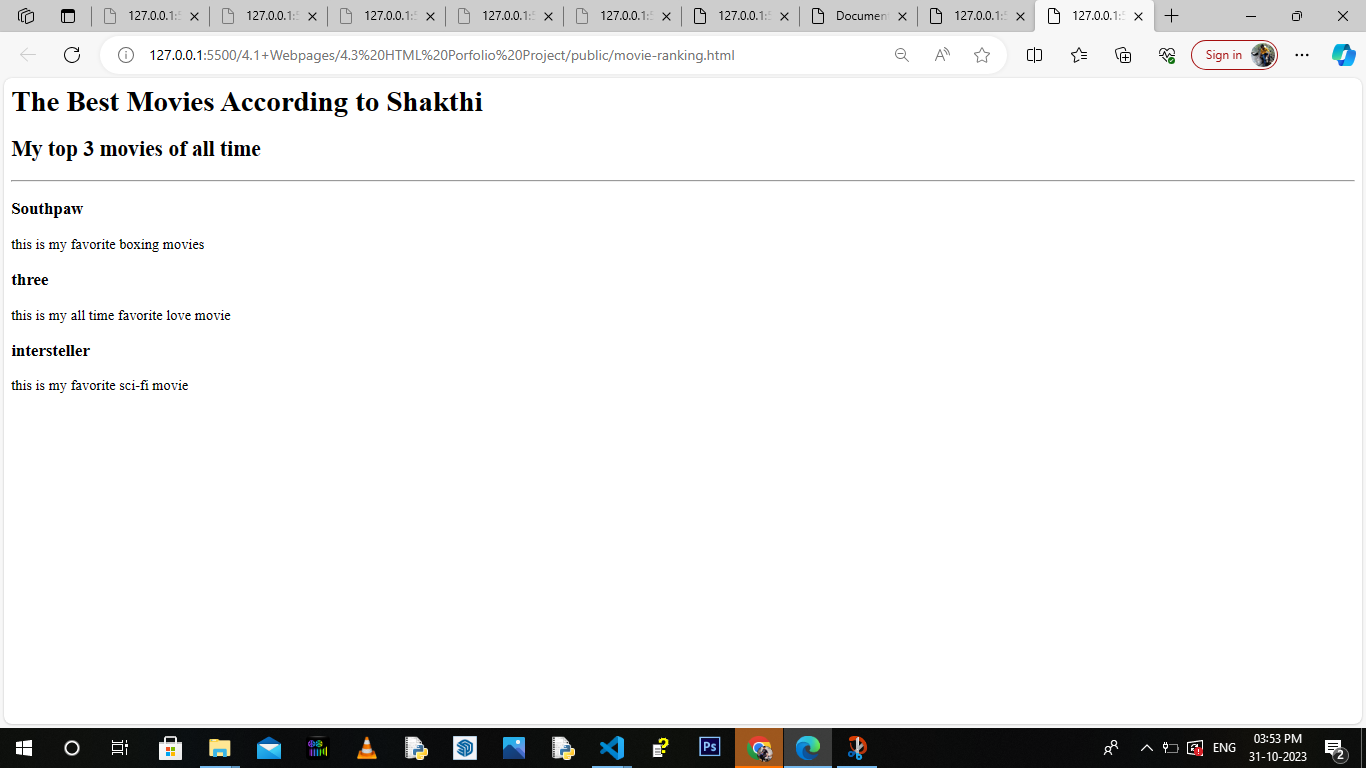 127.0.0.1:5
127.0.0.1:5
127.0.0.1:5
127.0.0.1:5
127.0.0.1:5
127.0.0.1:5
Document
127.0.0.1:5
127.0.0.1:5
127.0.0.1:5500/4.1+Webpages/4.3%20HTML%20Porfolio%20Project/public/movie-ranking.html
Sign in
The Best Movies According to Shakthi
My top 3 movies of all time
Southpaw
this is my favorite boxing movies
three
this is my all time favorite love movie
intersteller
this is my favorite sci-fi movie
Ps
ENG
03:53 PM
31-10-2023
2